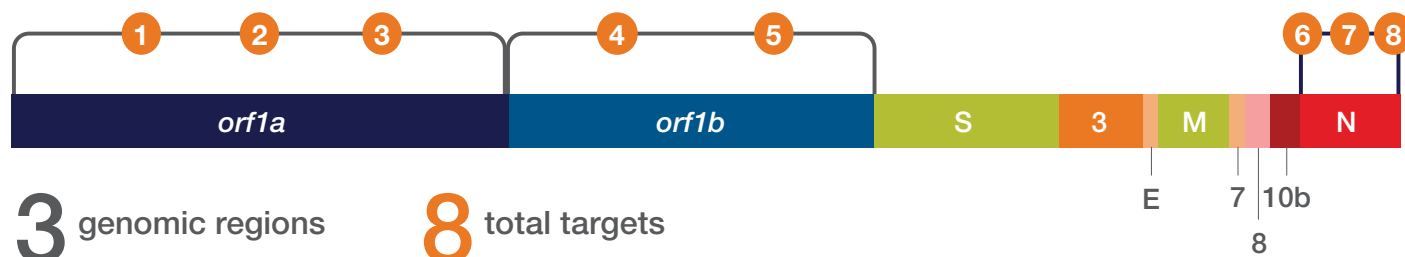 1 2 3 4 5 6 7 8
orf1a orf1b S 3 M N
E 7 10b
8
3 genomic regions 8 total targets